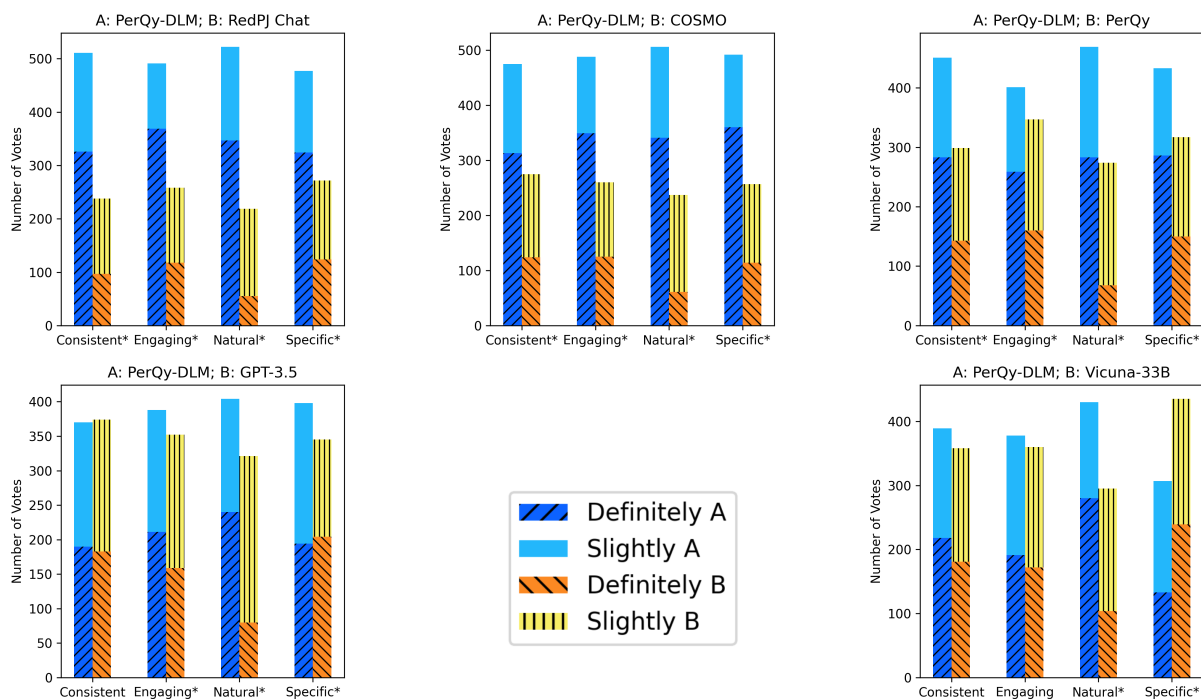 A: PerQy-DLM; B: RedPJ Chat
Number of Votes
500
400
300
200
100
0
Consistent* Engaging* Natural* Specific*
A: PerQy-DLM; B: COSMO
Number of Votes
500
400
300
200
100
0
Consistent* Engaging* Natural* Specific*
A: PerQy-DLM; B: PerQy
Number of Votes
400
300
200
100
0
Consistent* Engaging* Natural* Specific*
A: PerQy-DLM; B: GPT-3.5
Number of Votes
400
350
300
250
200
150
100
50
0
Consistent Engaging* Natural* Specific*
Definitely A
Slightly A
Definitely B
Slightly B
A: PerQy-DLM; B: Vicuna-33B
Number of Votes
400
300
200
100
0
Consistent Engaging Natural* Specific*